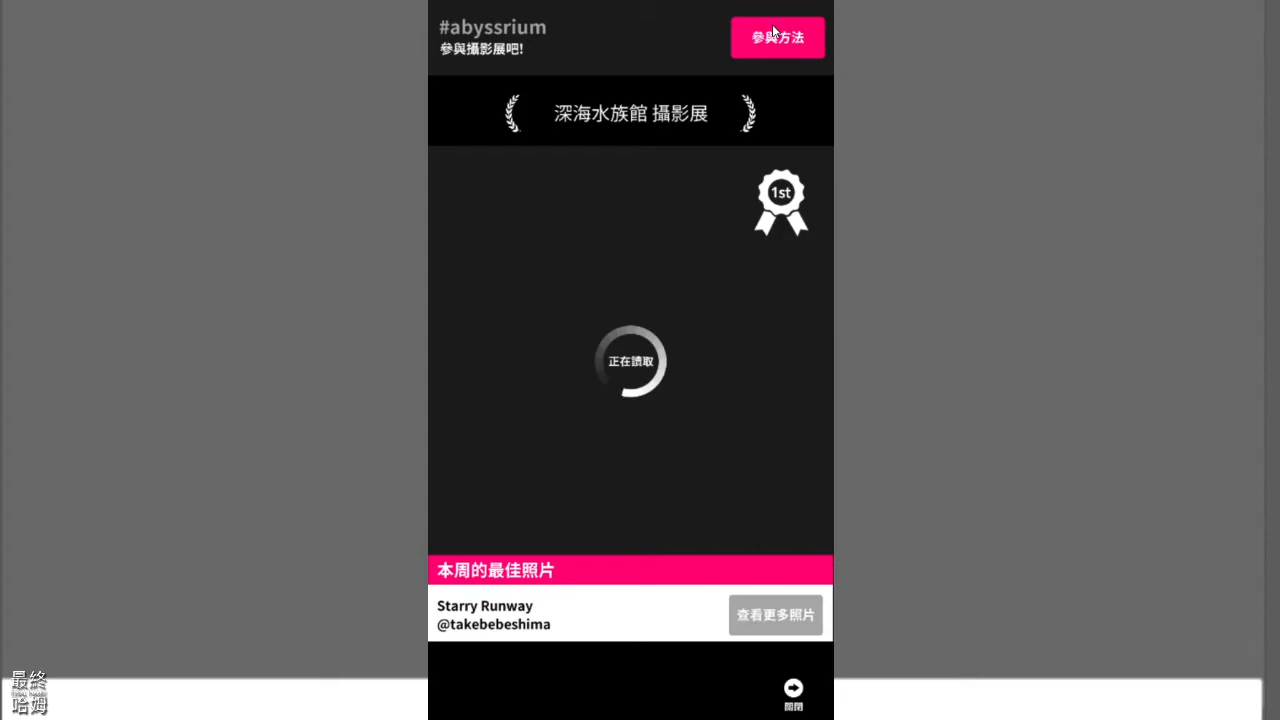 #abyssrium
參與攝影展吧!
參與方法
深海水族館 攝影展
1st
正在讀取
本周的最佳照片
Starry Runway
@takebebeshima
查看更多照片
關閉
最終
哈姆